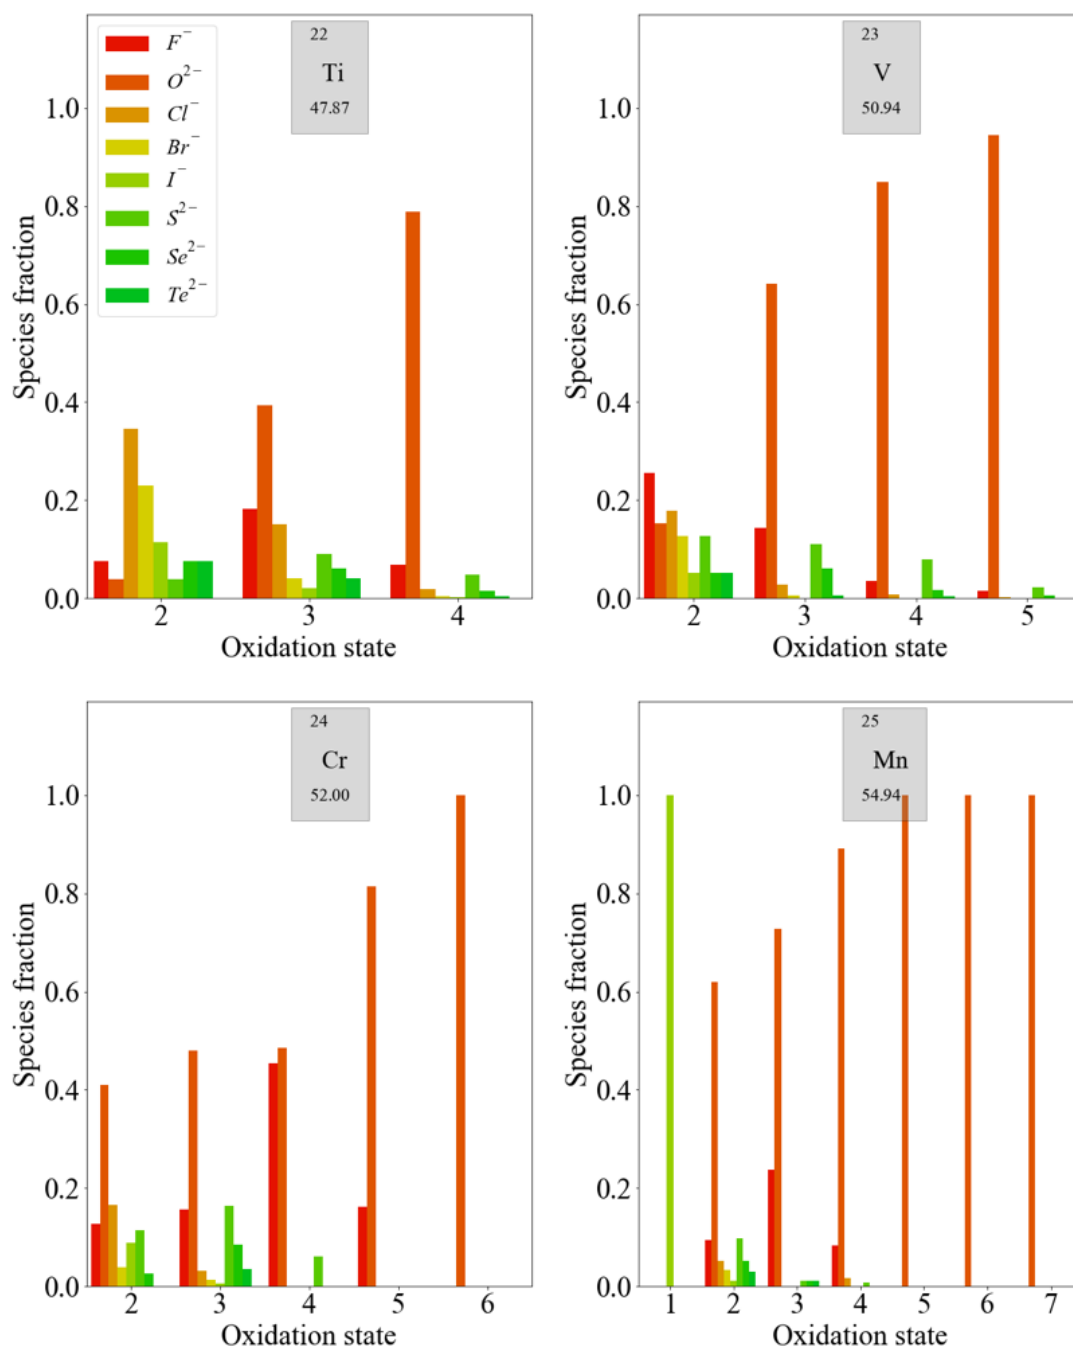 F⁻
O²⁻
Cl⁻
Br⁻
I⁻
S²⁻
Se²⁻
Te²⁻
22
Ti
47.87
Species fraction
1.0
0.8
0.6
0.4
0.2
0.0
2 3 4
Oxidation state
23
V
50.94
Species fraction
1.0
0.8
0.6
0.4
0.2
0.0
2 3 4 5
Oxidation state
24
Cr
52.00
Species fraction
1.0
0.8
0.6
0.4
0.2
0.0
2 3 4 5 6
Oxidation state
25
Mn
54.94
Species fraction
1.0
0.8
0.6
0.4
0.2
0.0
1 2 3 4 5 6 7
Oxidation state